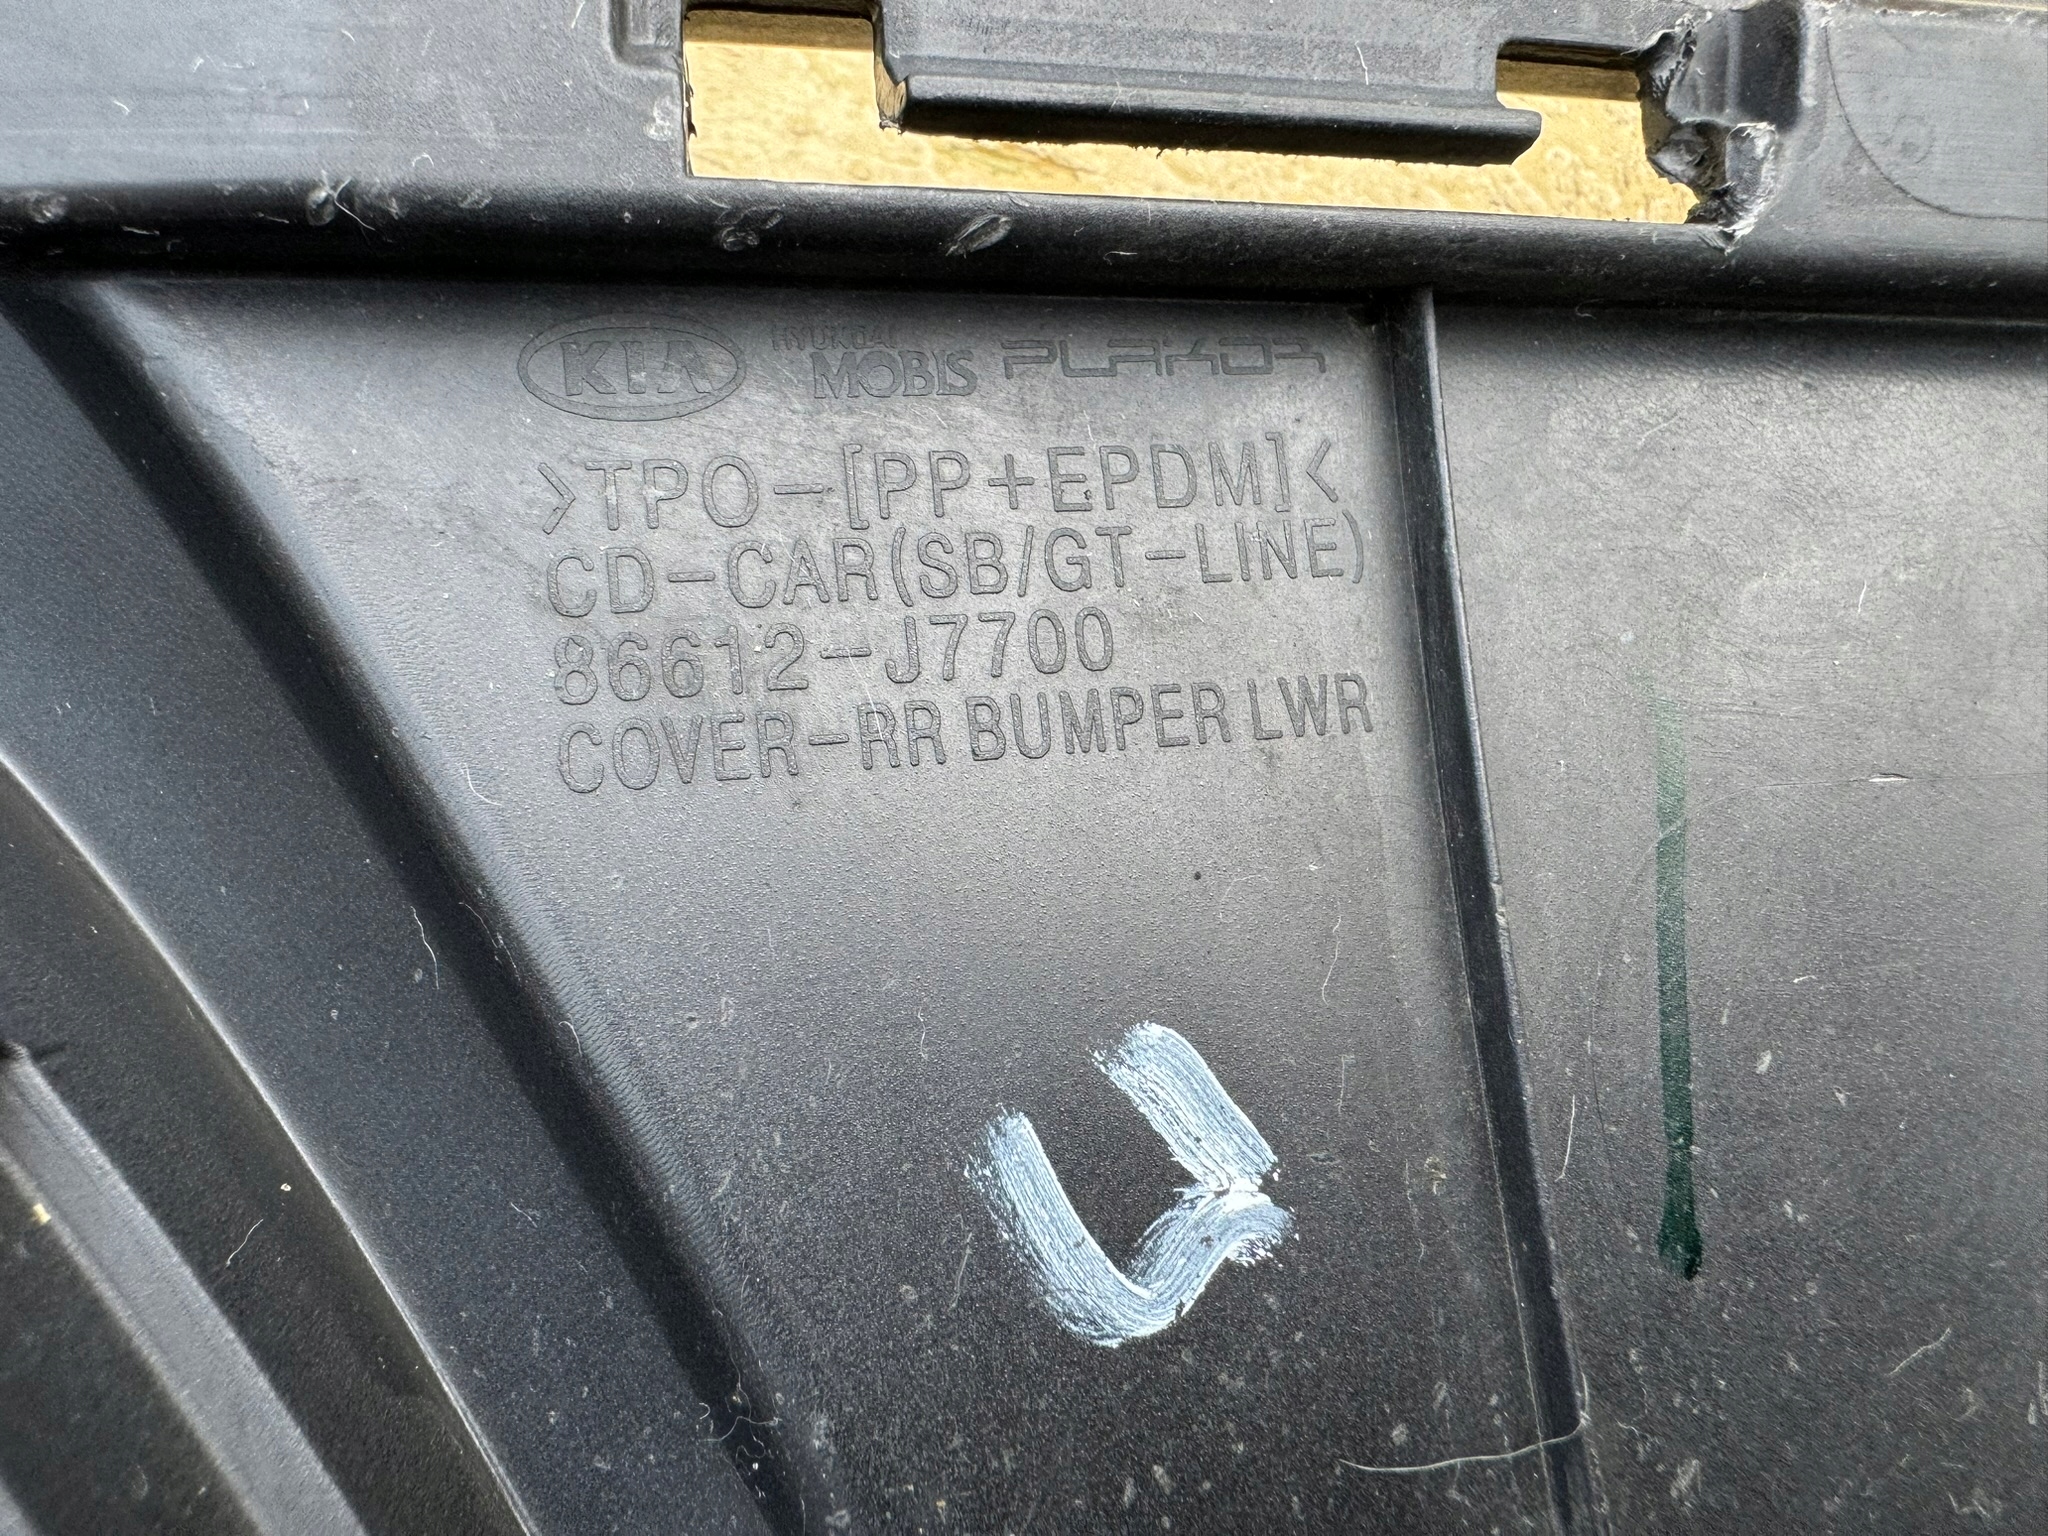 KIA HYUNDAI MOBIS PLAKOR
>TPO-[PP+EPDM]<
CD-CAR(SB/GT-LINE)
86612-J7700
COVER-RR BUMPER LWR